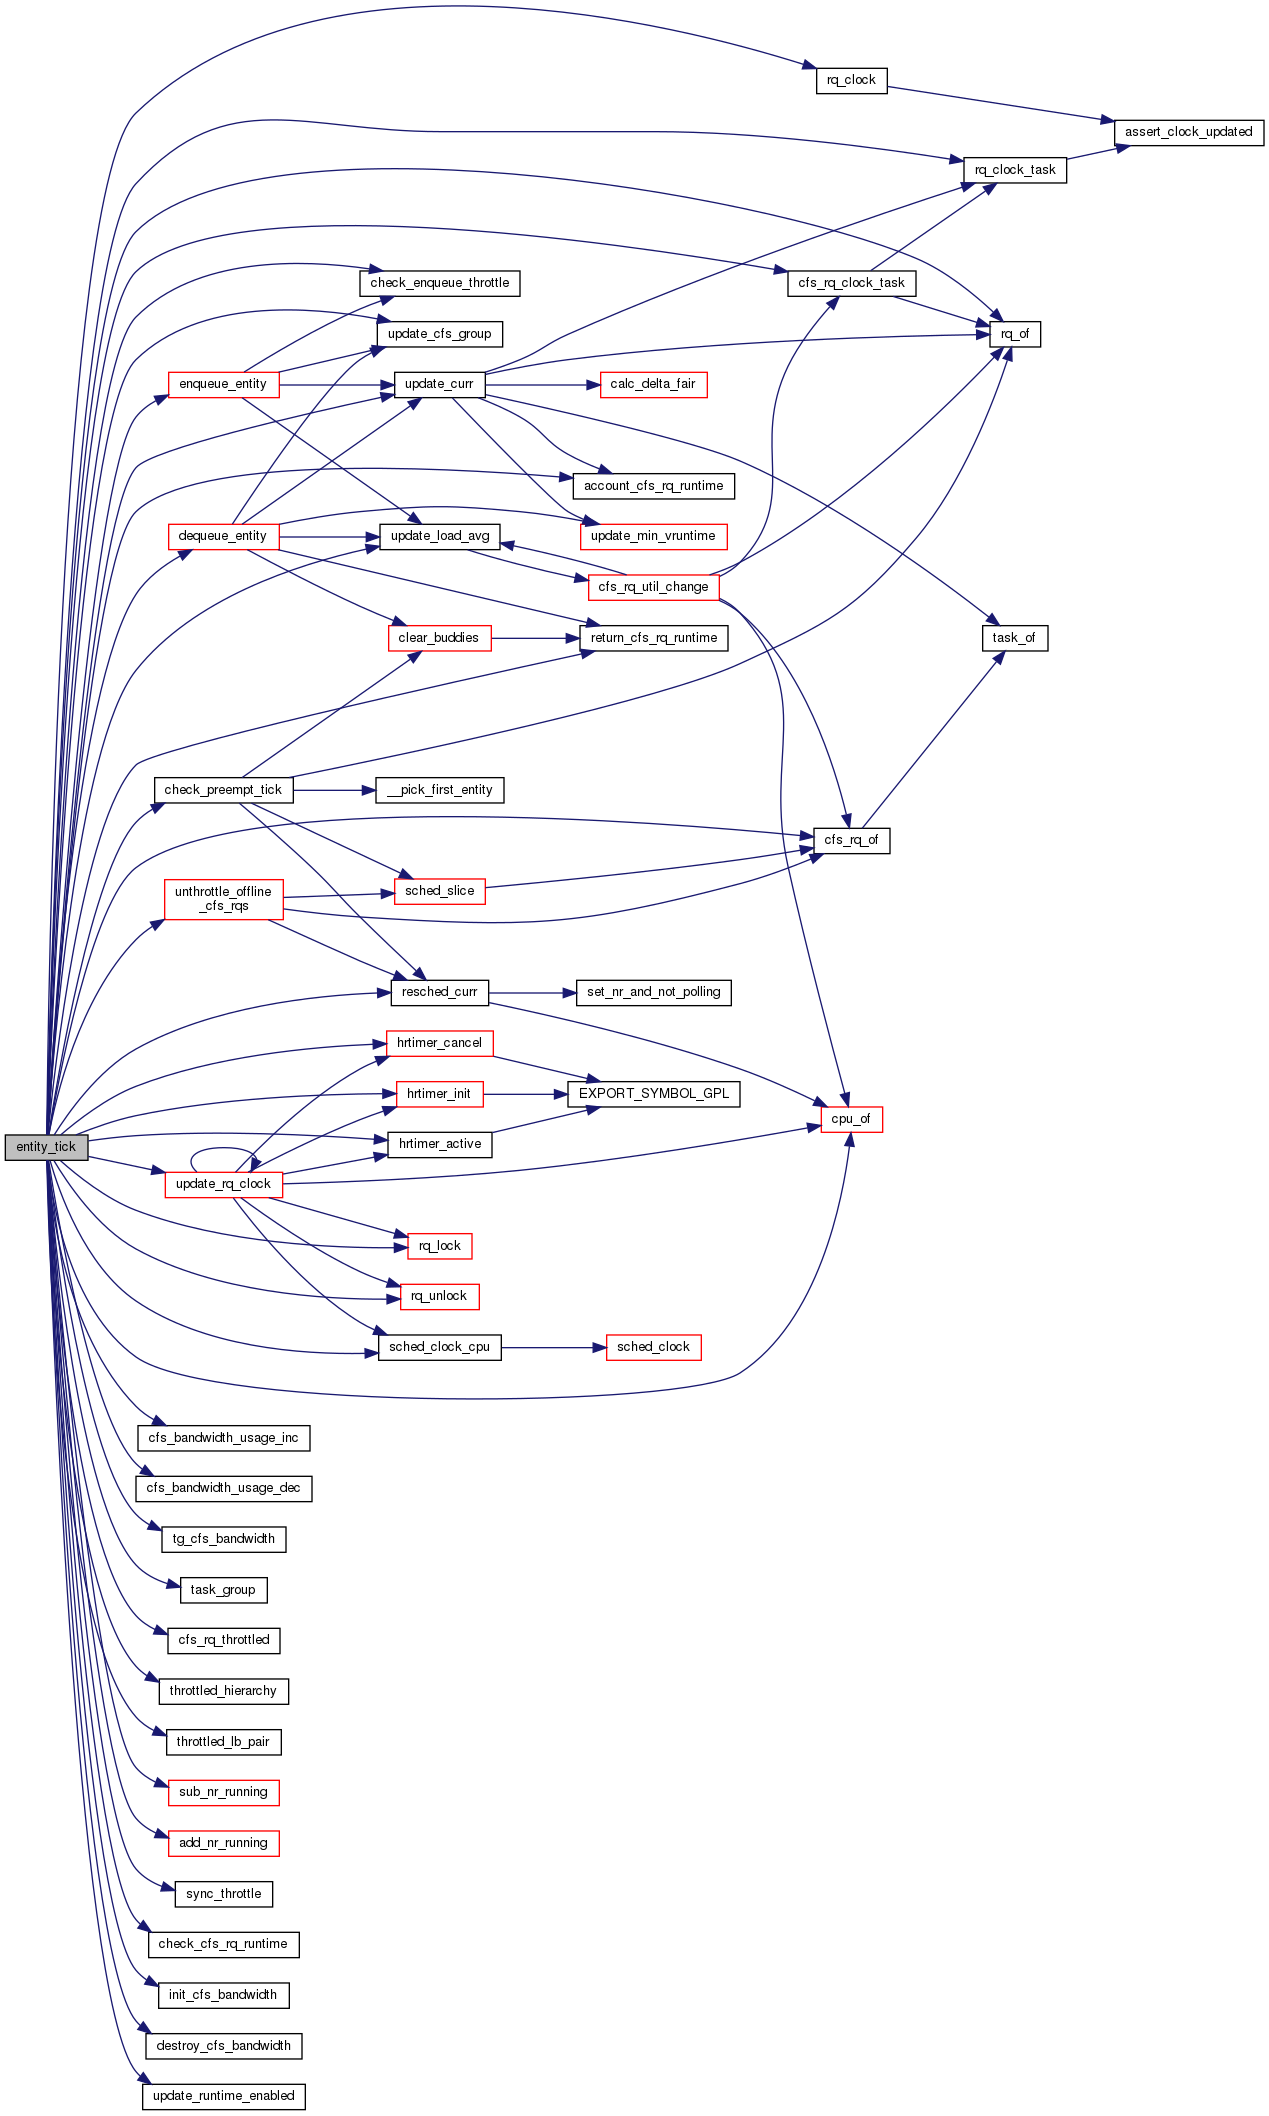 rq_clock
assert_clock_updated
rq_clock_task
check_enqueue_throttle
cfs_rq_clock_task
update_cfs_group
rq_of
enqueue_entity
update_curr
calc_delta_fair
account_cfs_rq_runtime
dequeue_entity
update_load_avg
update_min_vruntime
cfs_rq_util_change
clear_buddies
return_cfs_rq_runtime
task_of
check_preempt_tick
__pick_first_entity
cfs_rq_of
unthrottle_offline
_cfs_rqs
sched_slice
resched_curr
set_nr_and_not_polling
hrtimer_cancel
hrtimer_init
EXPORT_SYMBOL_GPL
cpu_of
entity_tick
hrtimer_active
update_rq_clock
rq_lock
rq_unlock
sched_clock_cpu
sched_clock
cfs_bandwidth_usage_inc
cfs_bandwidth_usage_dec
tg_cfs_bandwidth
task_group
cfs_rq_throttled
throttled_hierarchy
throttled_lb_pair
sub_nr_running
add_nr_running
sync_throttle
check_cfs_rq_runtime
init_cfs_bandwidth
destroy_cfs_bandwidth
update_runtime_enabled